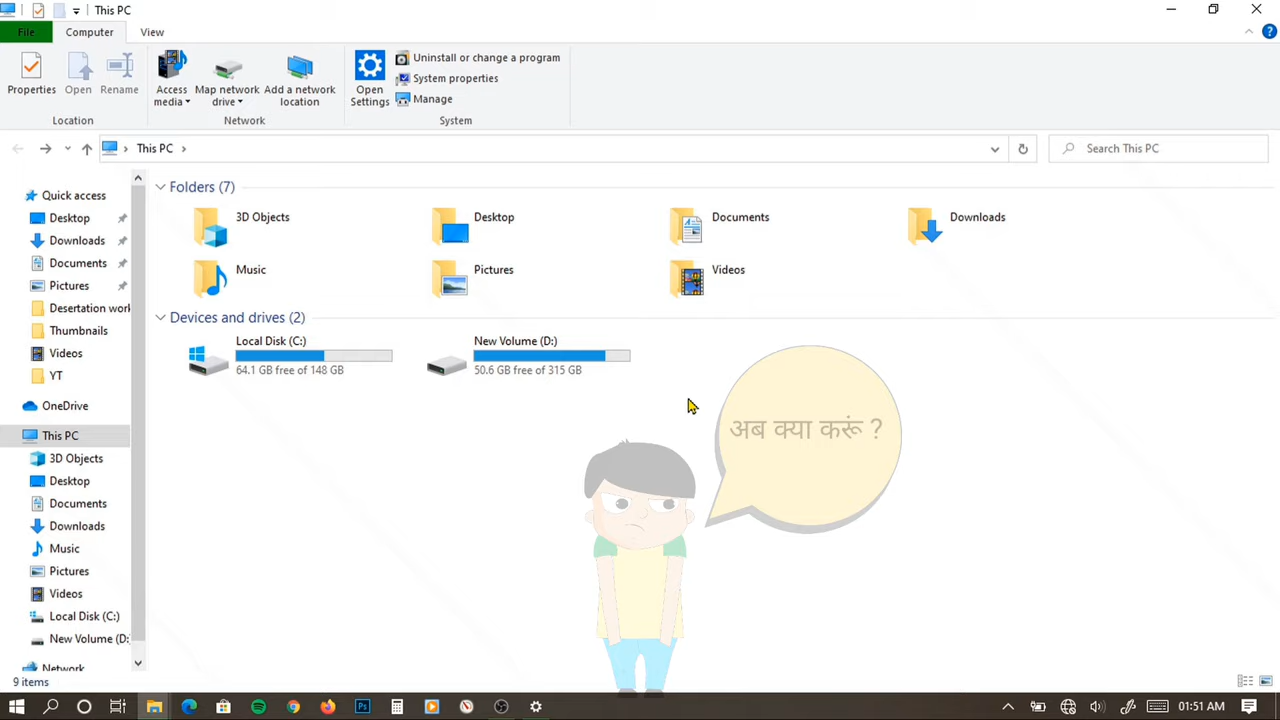 This PC
File
Computer
View
Properties
Open
Rename
Access media
Map network drive
Add a network location
Open Settings
Uninstall or change a program
System properties
Manage
Location
Network
System
This PC
Search This PC
Quick access
Desktop
Downloads
Documents
Pictures
Desertation work
Thumbnails
Videos
YT
OneDrive
This PC
3D Objects
Desktop
Documents
Downloads
Music
Pictures
Videos
Local Disk (C:)
New Volume (D:
Network
Folders (7)
3D Objects
Desktop
Documents
Downloads
Music
Pictures
Videos
Devices and drives (2)
Local Disk (C:)
64.1 GB free of 148 GB
New Volume (D:)
50.6 GB free of 315 GB
अब क्या करूं ?
9 items
Ps
01:51 AM